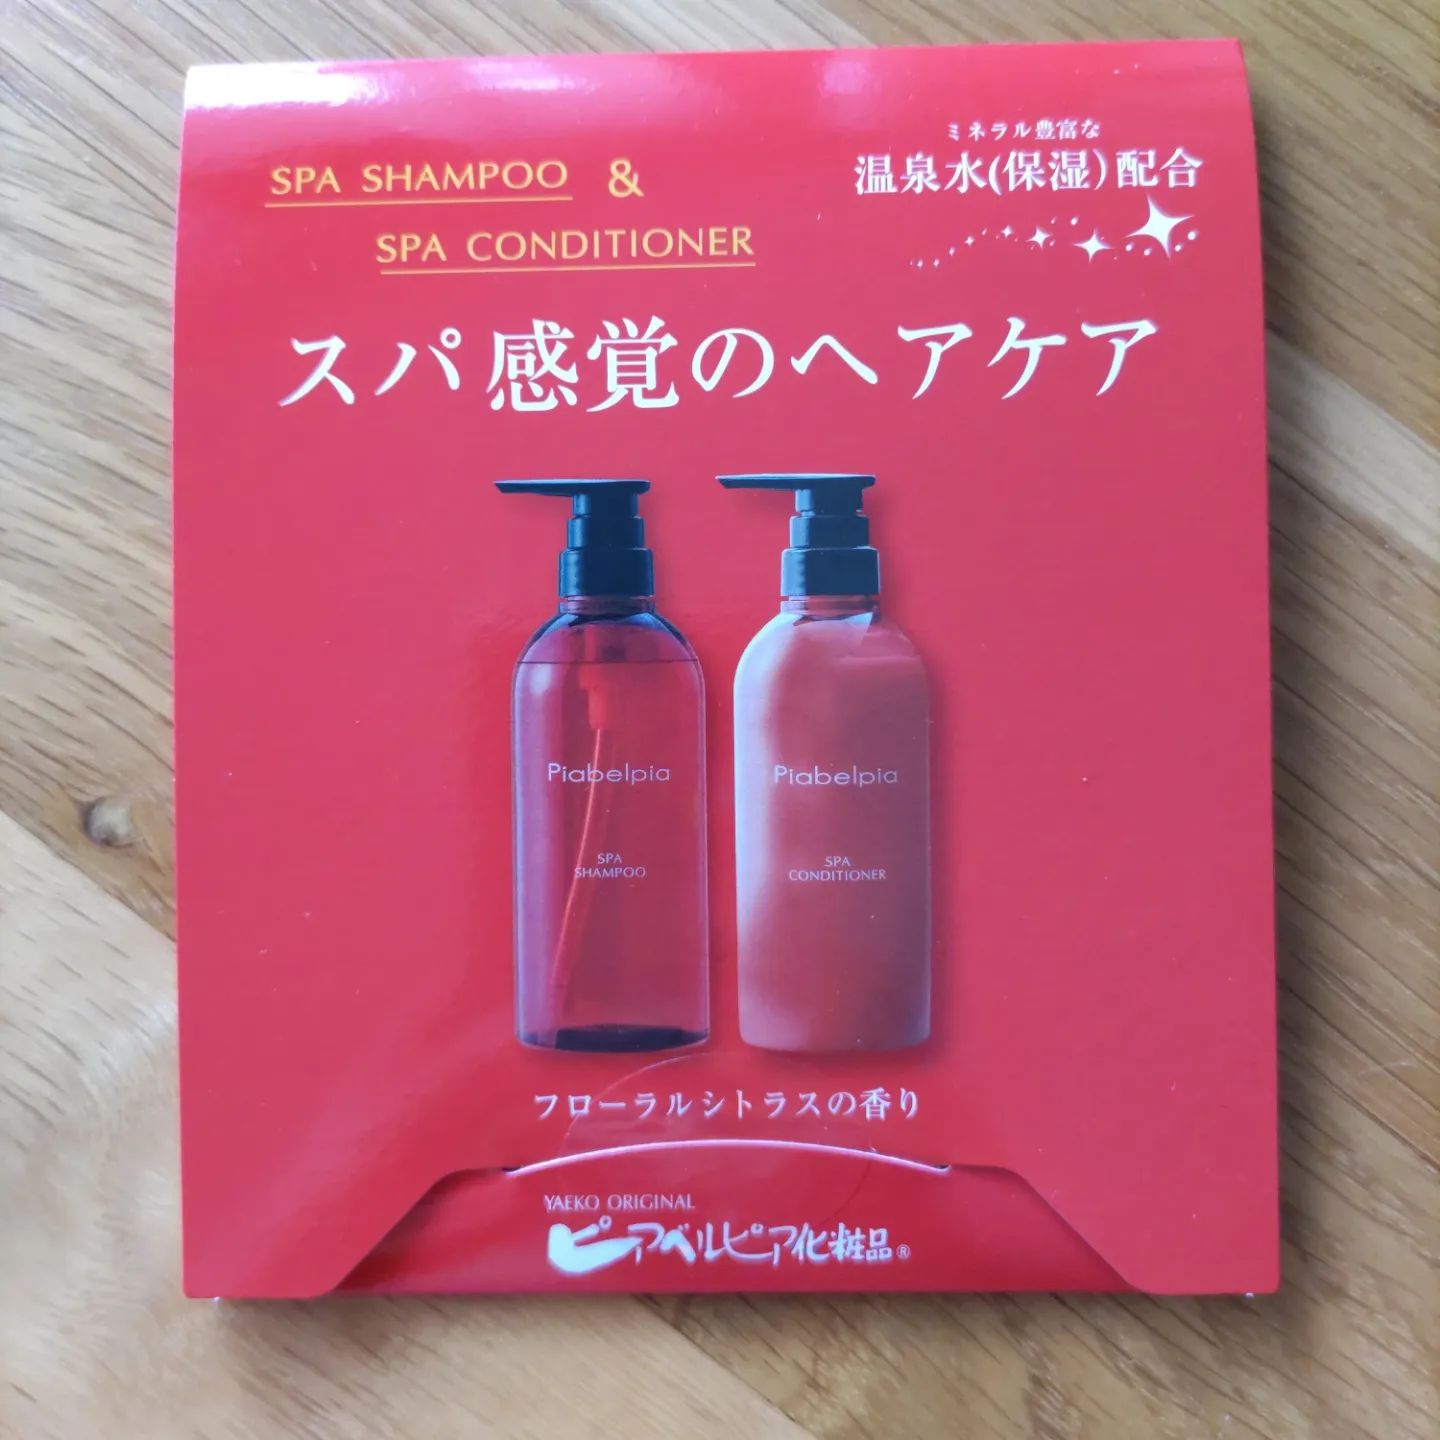 SPA SHAMPOO &
SPA CONDITIONER
ミネラル豊富な
温泉水(保湿)配合
スパ感覚のヘアケア
Piabelpia
SPA
SHAMPOO
Piabelpia
SPA
CONDITIONER
フローラルシトラスの香り
YAEKO ORIGINAL
ピアベルピア化粧品®